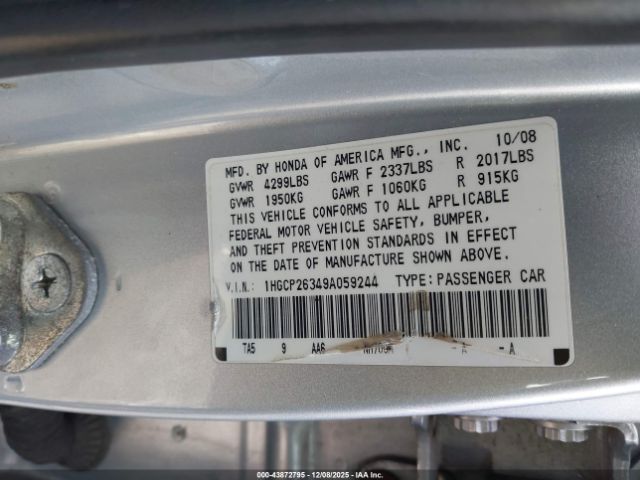 MFD. BY HONDA OF AMERICA MFG., INC. 10/08
GVWR 4299LBS GAWR F 2337LBS R 2017LBS
GVWR 1950KG GAWR F 1060KG R 915KG
THIS VEHICLE CONFORMS TO ALL APPLICABLE
FEDERAL MOTOR VEHICLE SAFETY, BUMPER,
AND THEFT PREVENTION STANDARDS IN EFFECT
ON THE DATE OF MANUFACTURE SHOWN ABOVE.
V.I.N.: 1HGCP26349A059244 TYPE: PASSENGER CAR
TA5 9 AA6 - A - A
000-43872795 - 12/08/2025 - IAAI.COM